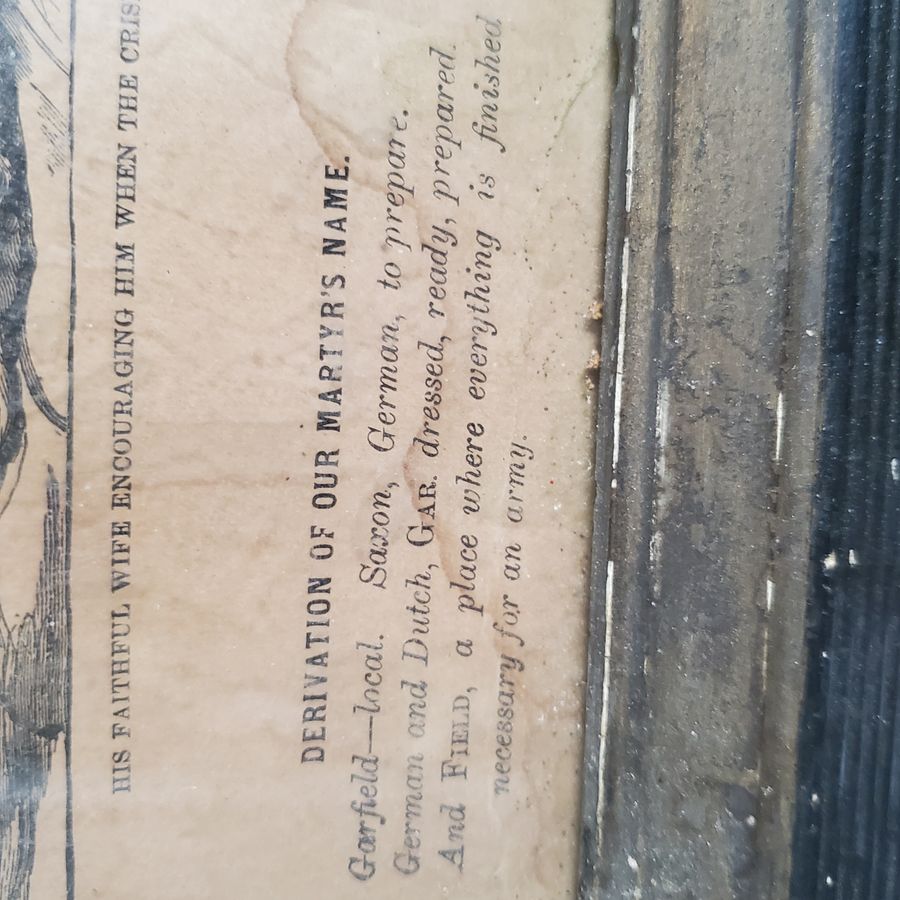 HIS FAITHFUL WIFE ENCOURAGING HIM WHEN THE
DERIVATION OF OUR MARTYR'S NAME.
Garfield—local. Saxon, German, to prepare.
German and Dutch, GAR. dressed, ready, prepared.
And FIELD, a place where everything is finished
necessary for an army.